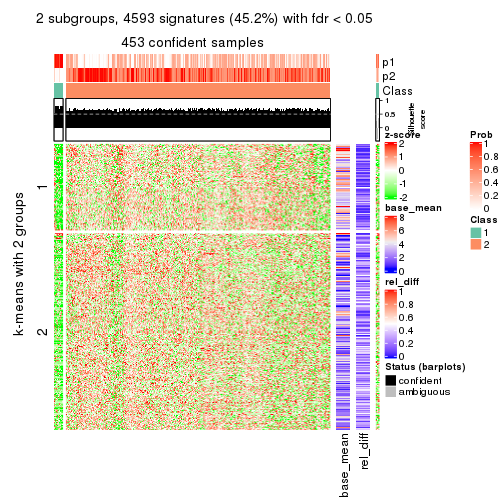 2 subgroups, 4593 signatures (45.2%) with fdr < 0.05
453 confident samples
p1
p2
Class
1
0.5
0
Silhouette
score
k-means with 2 groups
1
2
base_mean
rel_diff
z-score
2
1
0
-1
-2
base_mean
8
6
4
2
0
rel_diff
1
0.8
0.6
0.4
0.2
0
Status (barplots)
confident
ambiguous
Prob
1
0.8
0.6
0.4
0.2
0
Class
1
2